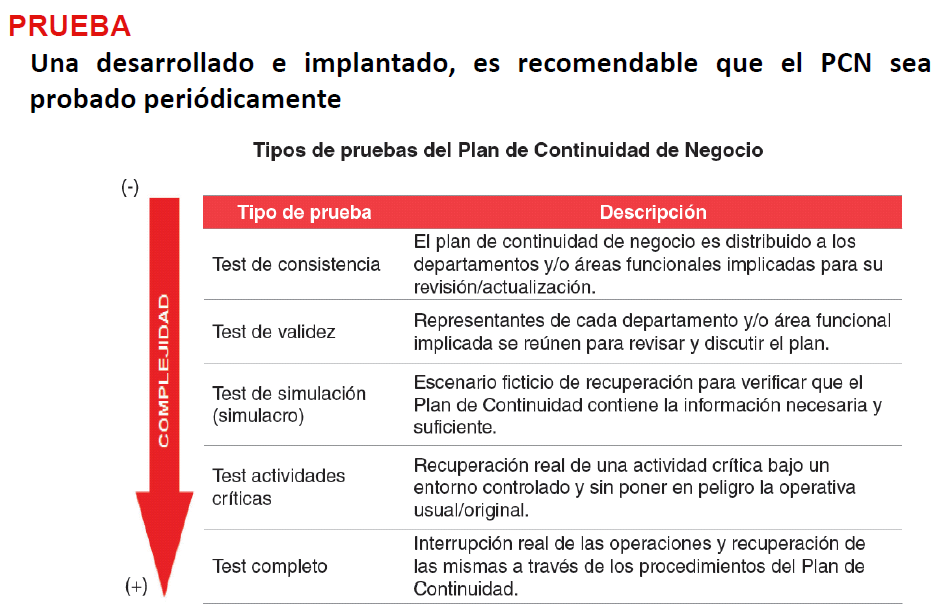 PRUEBA
Una desarrollado e implantado, es recomendable que el PCN sea
probado periódicamente
Tipos de pruebas del Plan de Continuidad de Negocio
(-)
COMPLEJIDAD
(+)
Tipo de prueba Descripción
Test de consistencia
El plan de continuidad de negocio es distribuido a los
departamentos y/o áreas funcionales implicadas para su
revisión/actualización.
Test de validez
Representantes de cada departamento y/o área funcional
implicada se reúnen para revisar y discutir el plan.
Test de simulación
(simulacro)
Escenario ficticio de recuperación para verificar que el
Plan de Continuidad contiene la información necesaria y
suficiente.
Test actividades
críticas
Recuperación real de una actividad crítica bajo un
entorno controlado y sin poner en peligro la operativa
usual/original.
Test completo
Interrupción real de las operaciones y recuperación de
las mismas a través de los procedimientos del Plan de
Continuidad.